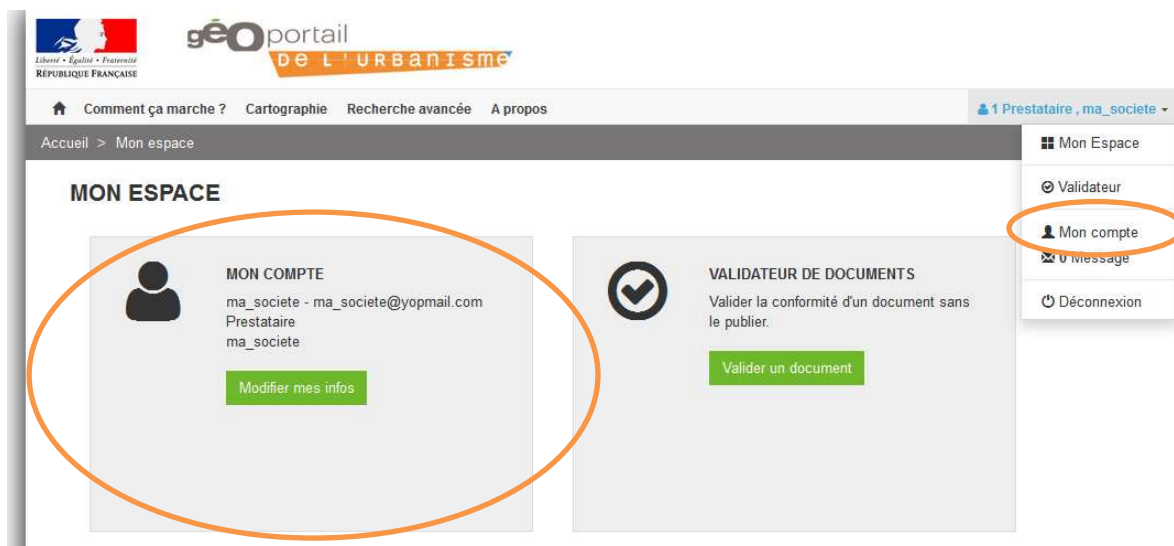 Liberté • Égalité • Fraternité
RÉPUBLIQUE FRANÇAISE
géoportail
DE L'URBANISME
Comment ça marche ? Cartographie Recherche avancée A propos
1 Prestataire , ma_societe
Accueil > Mon espace
Mon Espace
Validateur
Mon compte
0 Message
Déconnexion
MON ESPACE
MON COMPTE
ma_societe - ma_societe@yopmail.com
Prestataire
ma_societe
Modifier mes infos
VALIDATEUR DE DOCUMENTS
Valider la conformité d'un document sans
le publier.
Valider un document